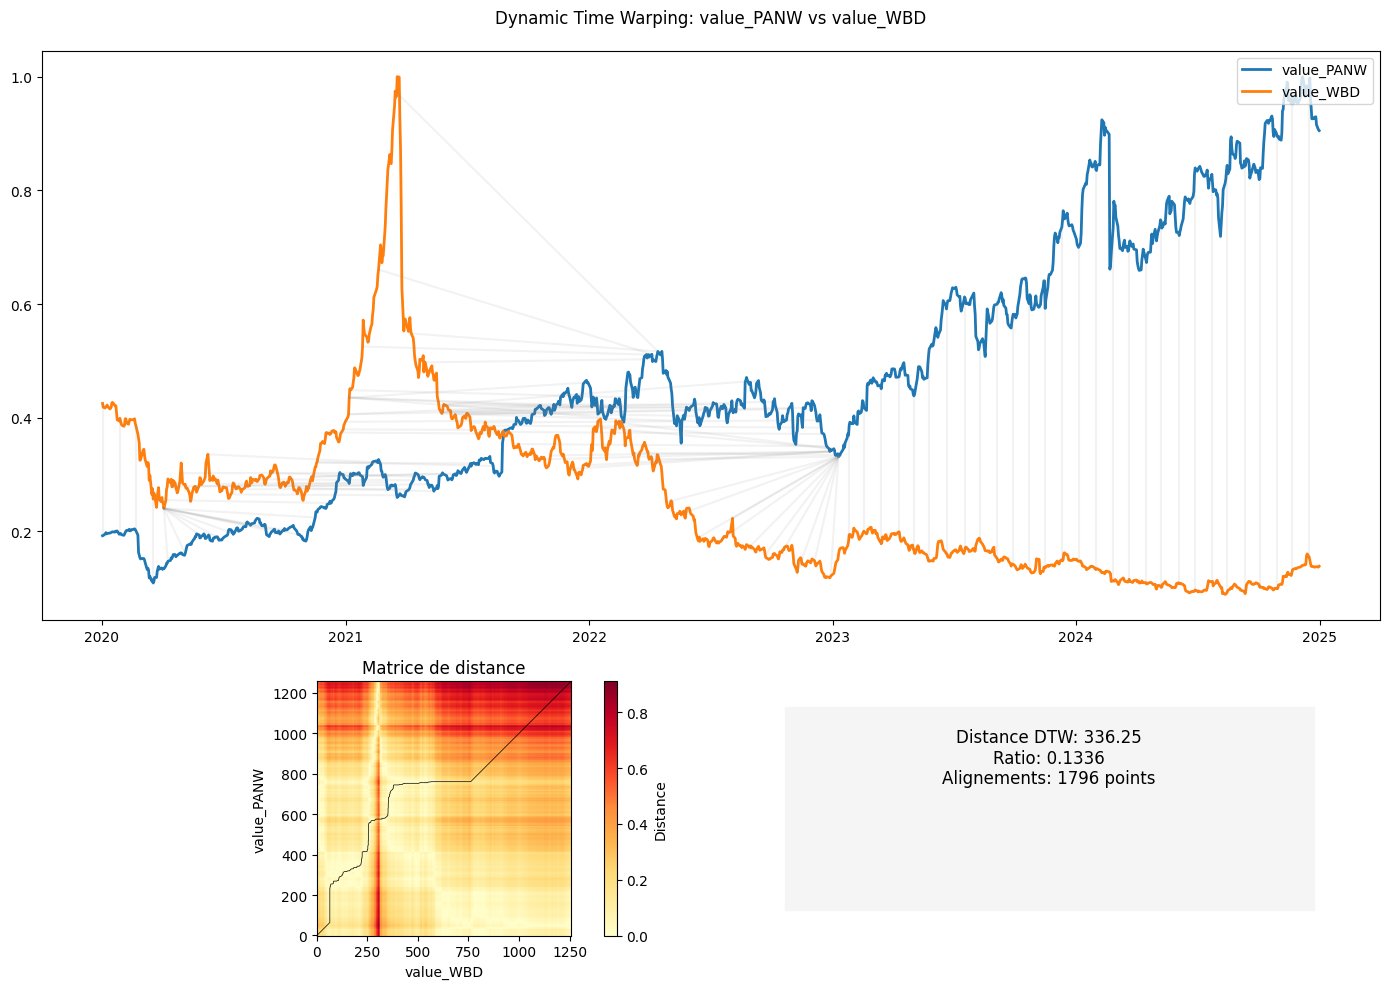 Dynamic Time Warping: value_PANW vs value_WBD
value_PANW
value_WBD
1.0
0.8
0.6
0.4
0.2
2020 2021 2022 2023 2024 2025
Matrice de distance
1200
1000
800
600
400
200
0
value_PANW
0 250 500 750 1000 1250
value_WBD
0.8
0.6
0.4
0.2
0.0
Distance
Distance DTW: 336.25
Ratio: 0.1336
Alignements: 1796 points